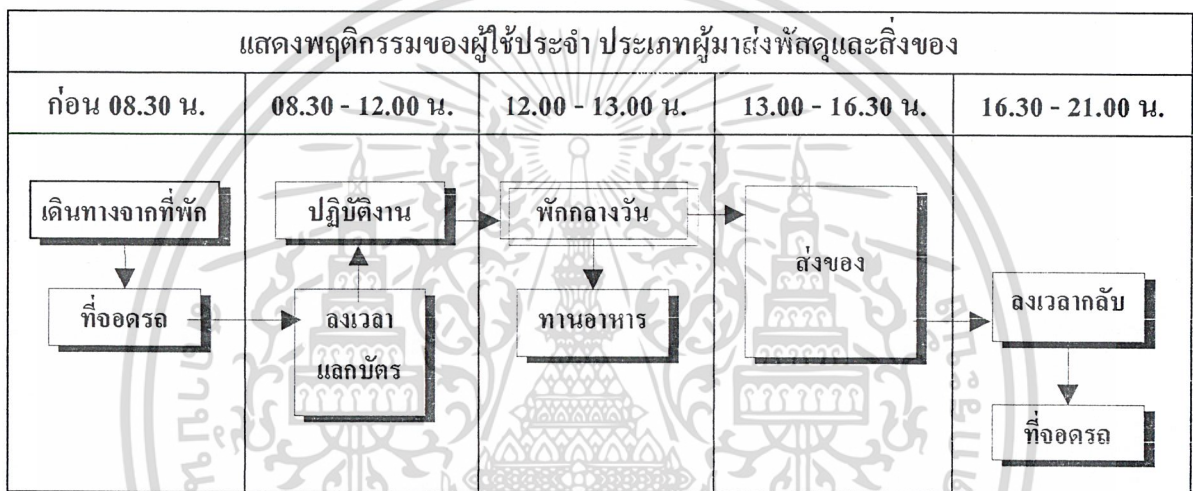 แสดงพฤติกรรมของผู้ใช้ประจำ ประเภทผู้มาส่งพัสดุและสิ่งของ
ก่อน 08.30 น.
08.30 - 12.00 น.
12.00 - 13.00 น.
13.00 - 16.30 น.
16.30 - 21.00 น.
เดินทางจากที่พัก
ที่จอดรถ
ปฏิบัติงาน
ลงเวลา
แลกบัตร
พักกลางวัน
ทานอาหาร
ส่งของ
ลงเวลากลับ
ที่จอดรถ